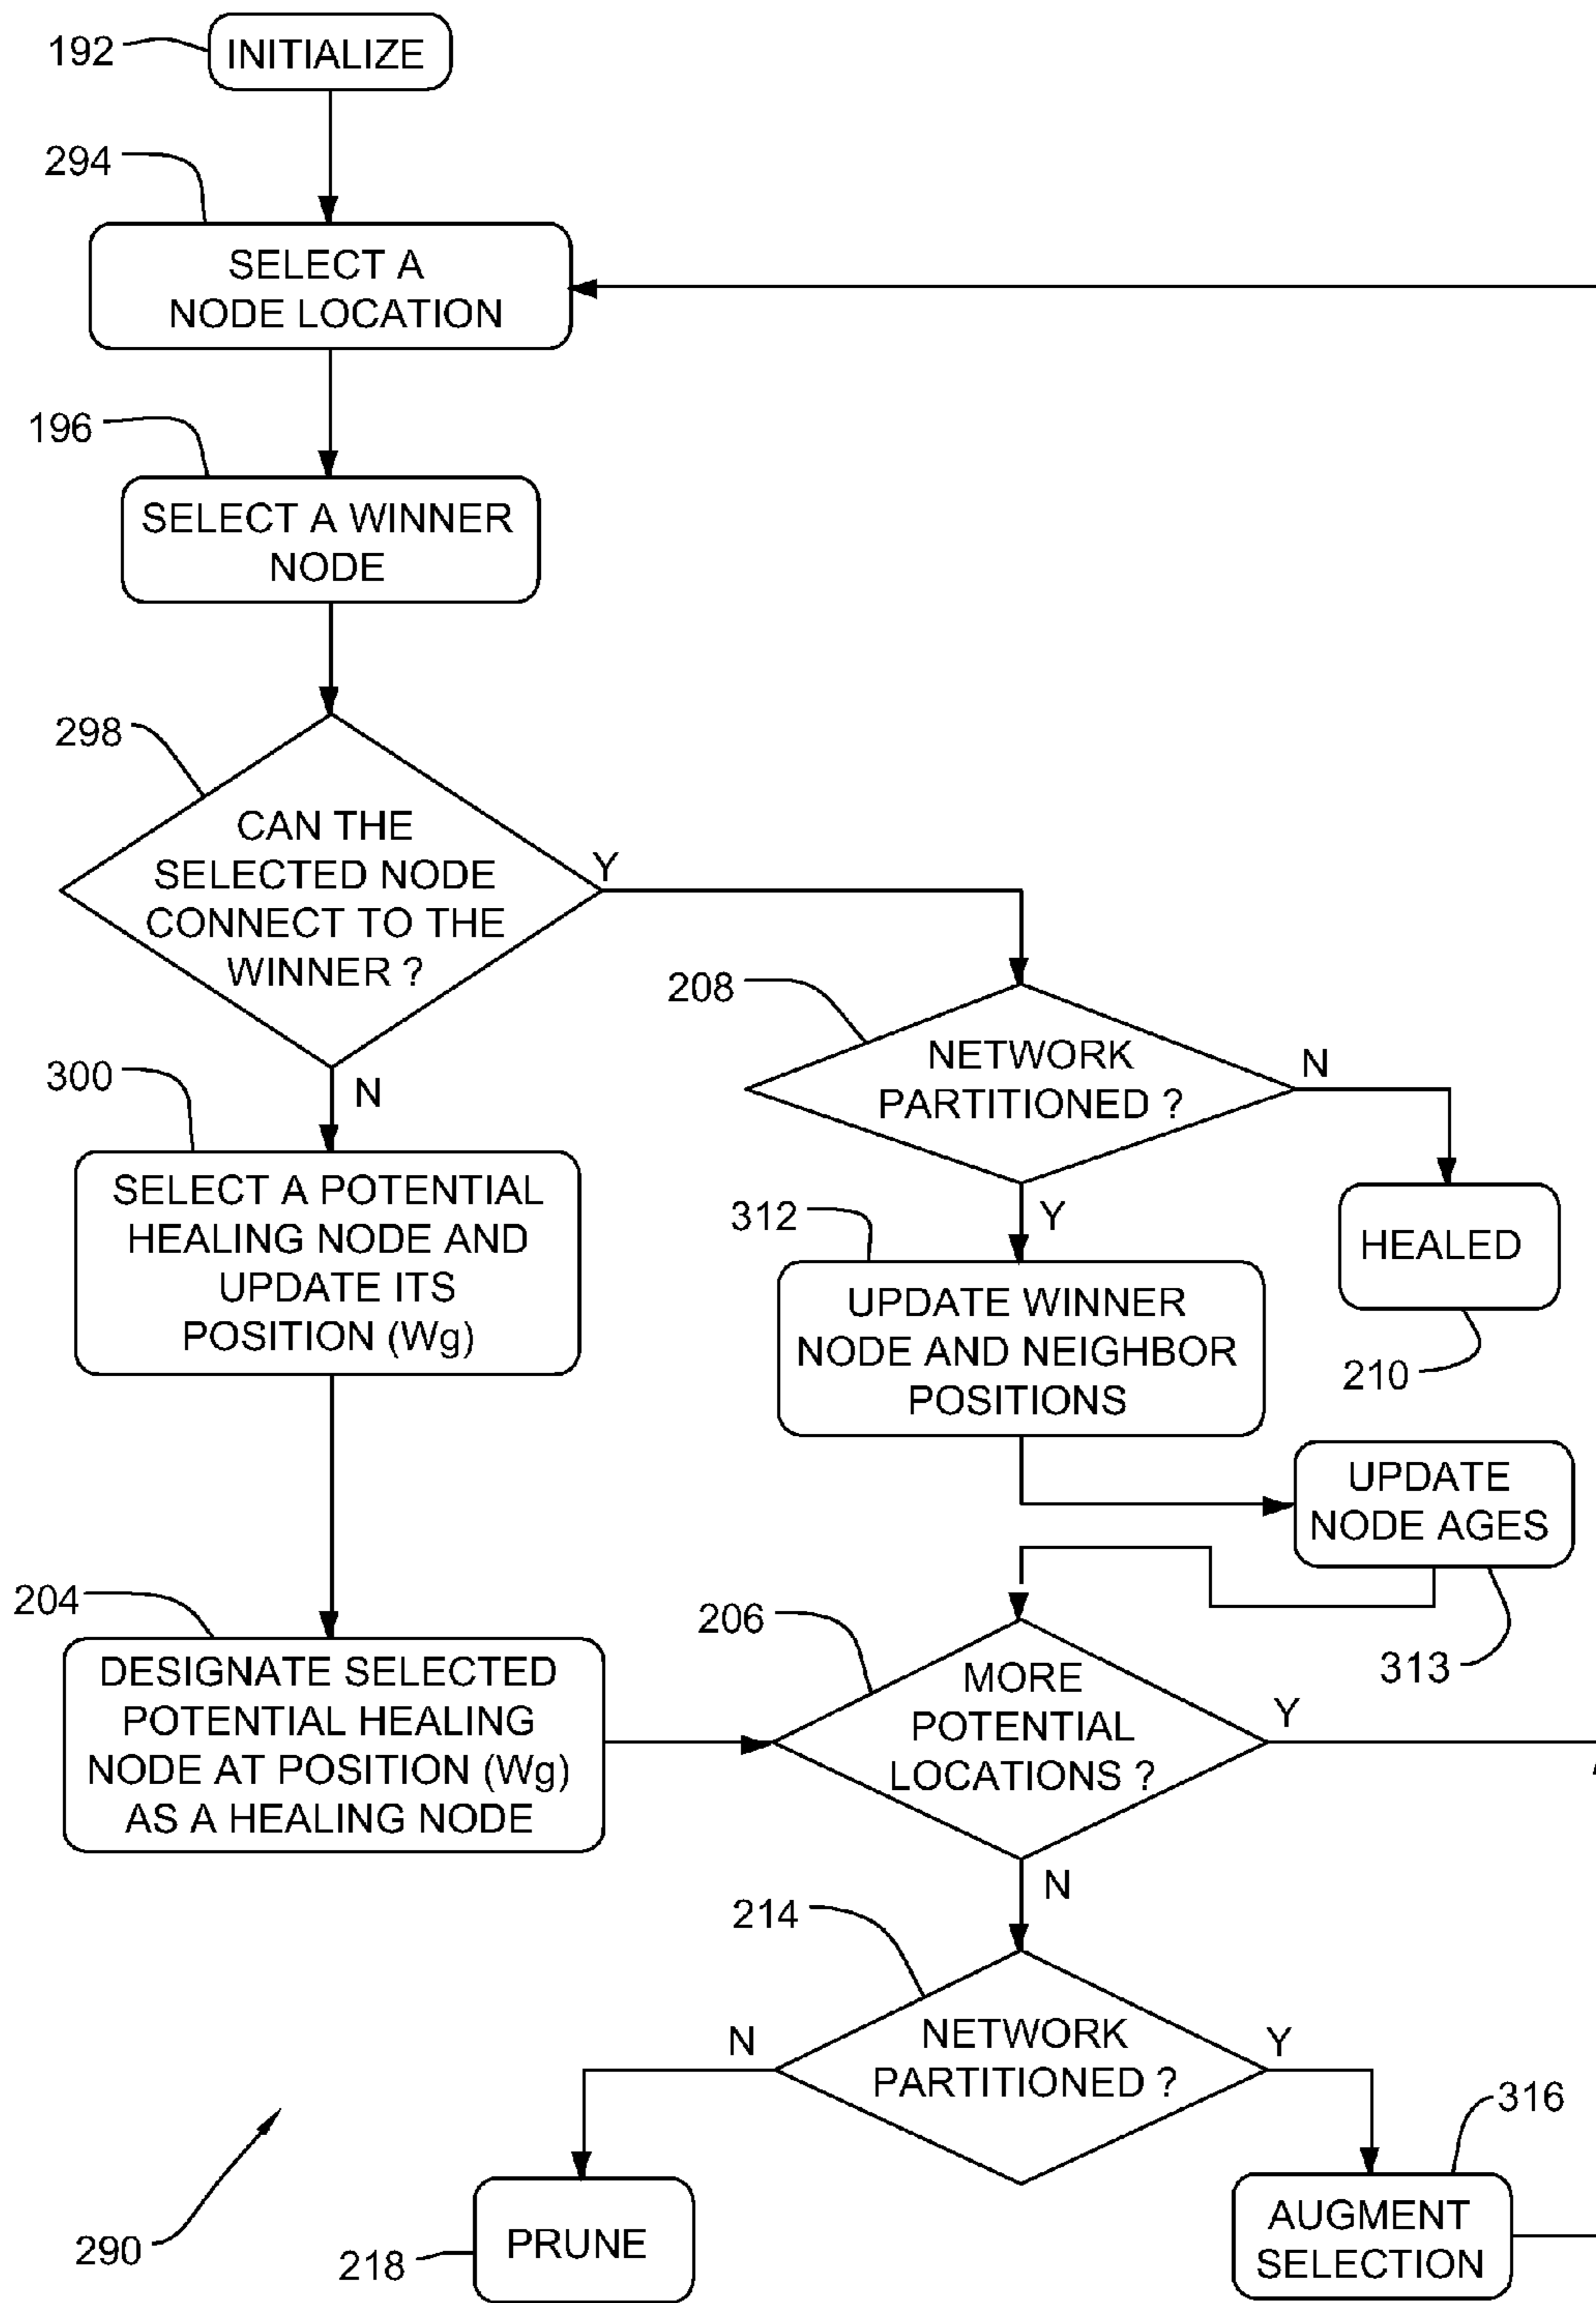 192
INITIALIZE
294
SELECT A
NODE LOCATION
196
SELECT A WINNER
NODE
298
CAN THE
SELECTED NODE
CONNECT TO THE
WINNER ?
Y
N
208
NETWORK
PARTITIONED ?
N
Y
300
SELECT A POTENTIAL
HEALING NODE AND
UPDATE ITS
POSITION (Wg)
HEALED
210
312
UPDATE WINNER
NODE AND NEIGHBOR
POSITIONS
UPDATE
NODE AGES
313
204
DESIGNATE SELECTED
POTENTIAL HEALING
NODE AT POSITION (Wg)
AS A HEALING NODE
206
MORE
POTENTIAL
LOCATIONS ?
Y
N
214
NETWORK
PARTITIONED ?
N
Y
316
AUGMENT
SELECTION
PRUNE
218
290